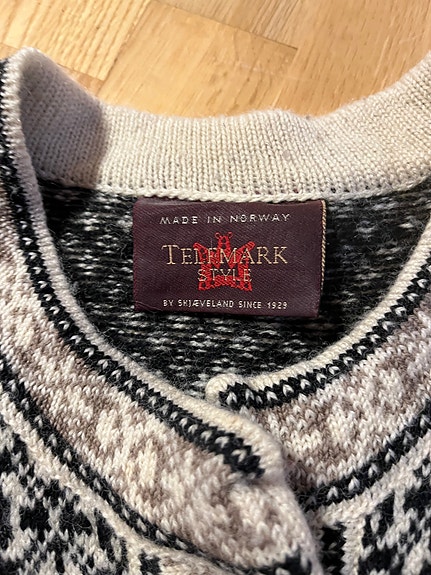 MADE IN NORWAY
TELEMARK
STYLE
BY SKJÆVELAND SINCE 1929